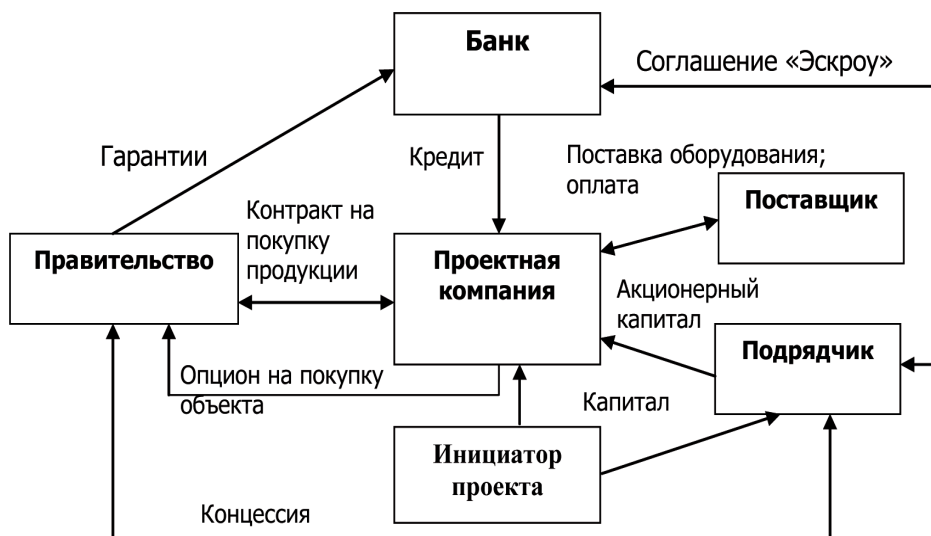 Банк
Соглашение «Эскроу»
Гарантии
Кредит
Поставка оборудования;
оплата
Поставщик
Контракт на
покупку
продукции
Правительство
Проектная
компания
Акционерный
капитал
Подрядчик
Опцион на покупку
объекта
Капитал
Инициатор
проекта
Концессия